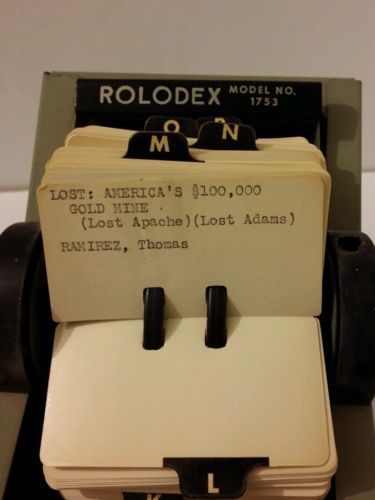 ROLODEX MODEL NO.
1753
O
N
M
LOST: AMERICA'S $100,000
GOLD MINE .
(Lost Apache)(Lost Adams)
RAMIREZ, Thomas
L
K